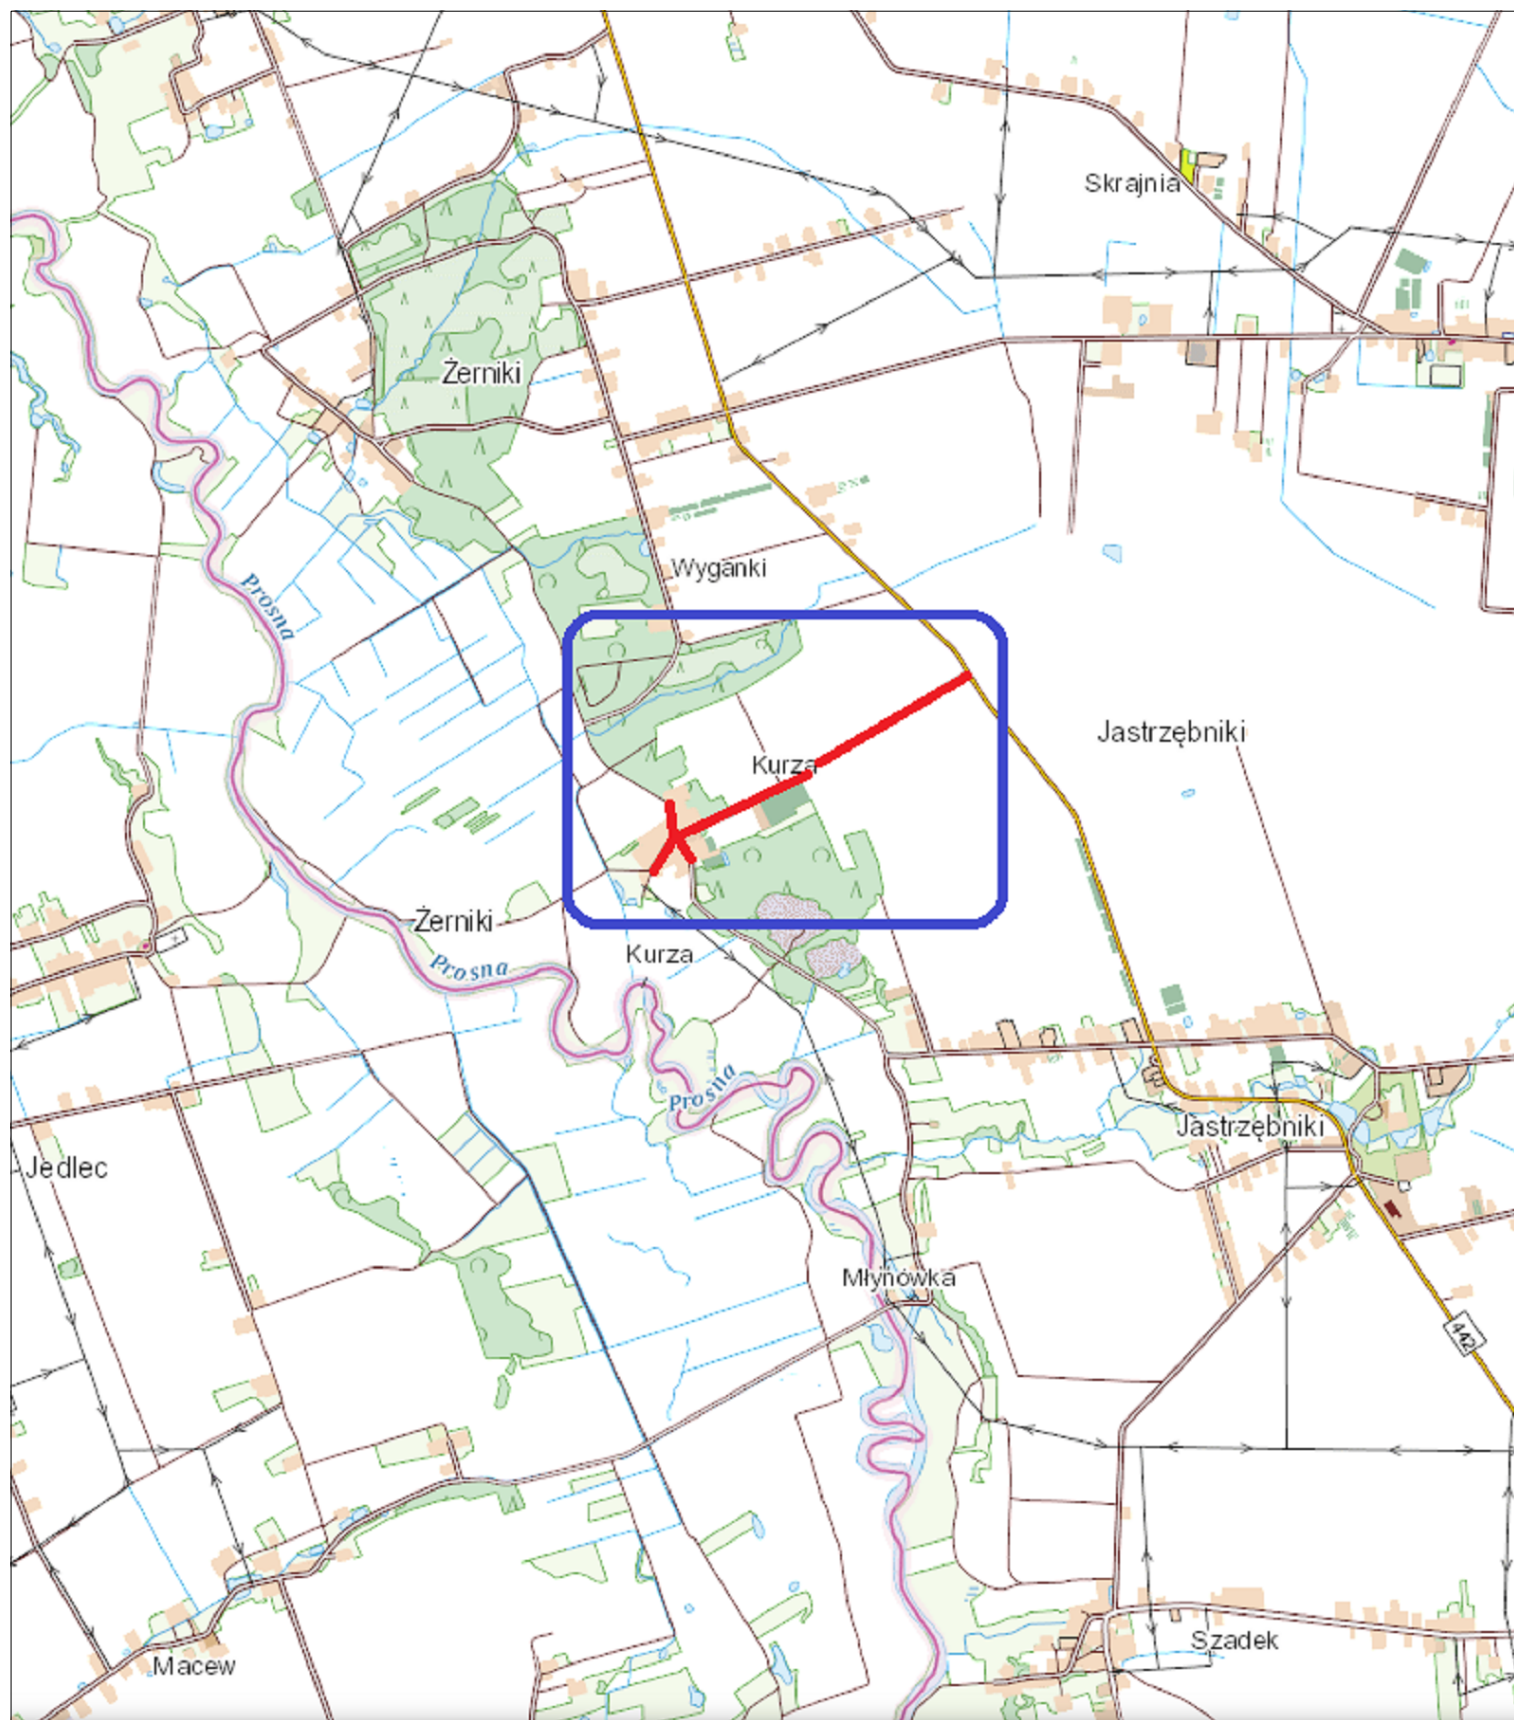 Skrajnia
Żerniki
Wyganki
Prosna
Jastrzębniki
Kurza
Żerniki
Kurza
Prosna
Prosna
Jastrzębniki
Jedlec
Młynówka
442
Szadek
Macew